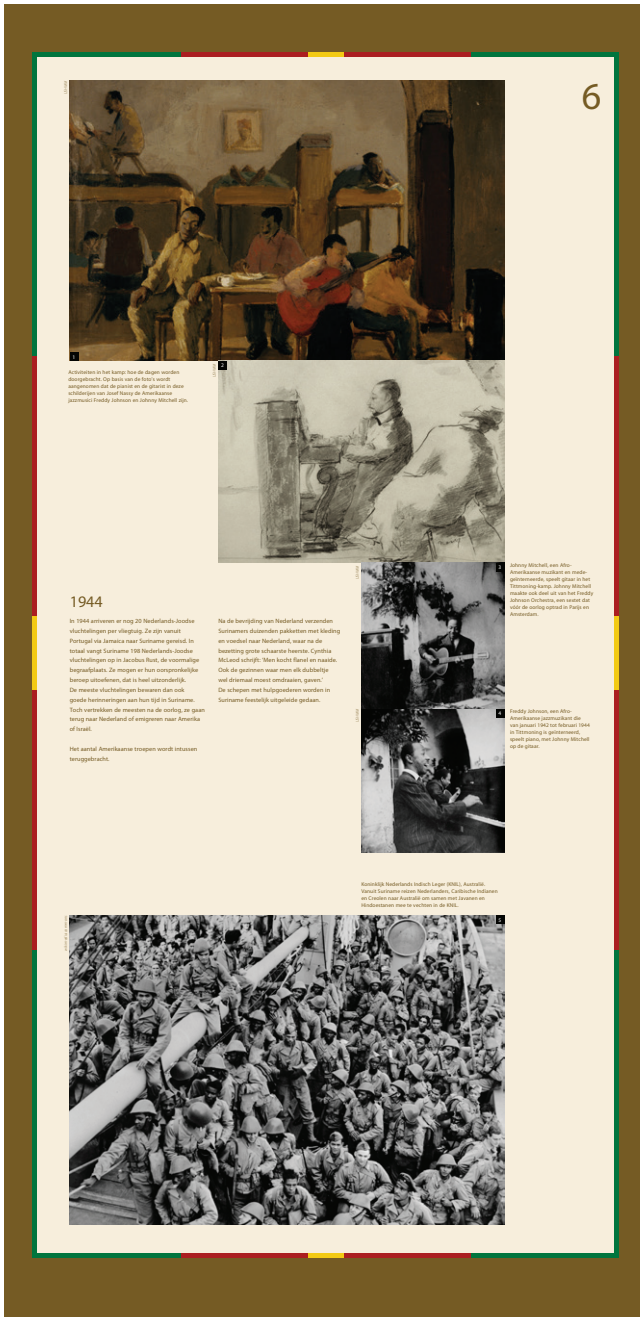 6
1
Activiteiten in het kamp: hoe de dagen worden
doorgebracht. Op basis van de foto's wordt
aangenomen dat de pianist en de gitarist in deze
schilderijen van Josef Nassy de Amerikaanse
jazzmusici Freddy Johnson en Johnny Mitchell zijn.
2
3
Johnny Mitchell, een Afro-
Amerikaanse muzikant en mede-
geïnterneerde, speelt gitaar in het
Tittmoning-kamp. Johnny Mitchell
maakte ook deel uit van het Freddy
Johnson Orchestra, een sextet dat
vóór de oorlog optrad in Parijs en
Amsterdam.
1944
In 1944 arriveren er nog 20 Nederlands-Joodse
vluchtelingen per vliegtuig. Ze zijn vanuit
Portugal via Jamaica naar Suriname gereisd. In
totaal vangt Suriname 198 Nederlands-Joodse
vluchtelingen op in Jacobus Rust, de voormalige
begraafplaats. Ze mogen er hun oorspronkelijke
beroep uitoefenen, dat is heel uitzonderlijk.
De meeste vluchtelingen bewaren dan ook
goede herinneringen aan hun tijd in Suriname.
Toch vertrekken de meesten na de oorlog, ze gaan
terug naar Nederland of emigreren naar Amerika
of Israël.
Het aantal Amerikaanse troepen wordt intussen
teruggebracht.
Na de bevrijding van Nederland verzenden
Surinamers duizenden pakketten met kleding
en voedsel naar Nederland, waar na de
bezetting grote schaarste heerste. Cynthia
McLeod schrijft: 'Men kocht flanel en naaide.
Ook de gezinnen waar men elk dubbeltje
wel driemaal moest omdraaien, gaven.'
De schepen met hulpgoederen worden in
Suriname feestelijk uitgeleide gedaan.
4
Freddy Johnson, een Afro-
Amerikaanse jazzmuzikant die
van januari 1942 tot februari 1944
in Tittmoning is geïnterneerd,
speelt piano, met Johnny Mitchell
op de gitaar.
Koninklijk Nederlands Indisch Leger (KNIL), Australië.
Vanuit Suriname reizen Nederlanders, Caribische Indianen
en Creolen naar Australië om samen met Javanen en
Hindoestanen mee te vechten in de KNIL.
5